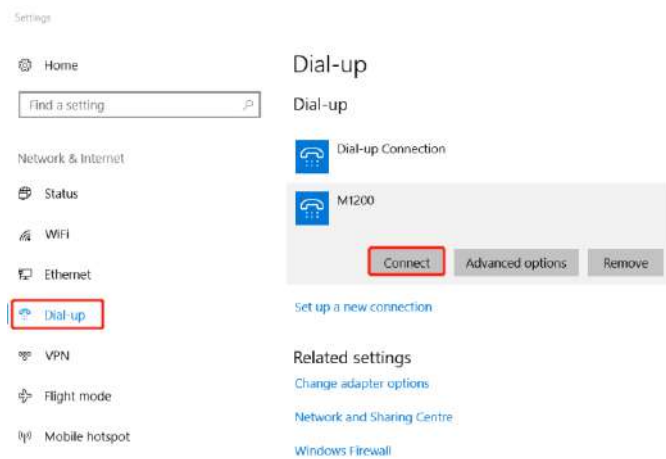 Settings
Home
Find a setting
Network & Internet
Status
WiFi
Ethernet
Dial-up
VPN
Flight mode
Mobile hotspot
Dial-up
Dial-up
Dial-up Connection
M1200
Connect
Advanced options
Remove
Set up a new connection
Related settings
Change adapter options
Network and Sharing Centre
Windows Firewall